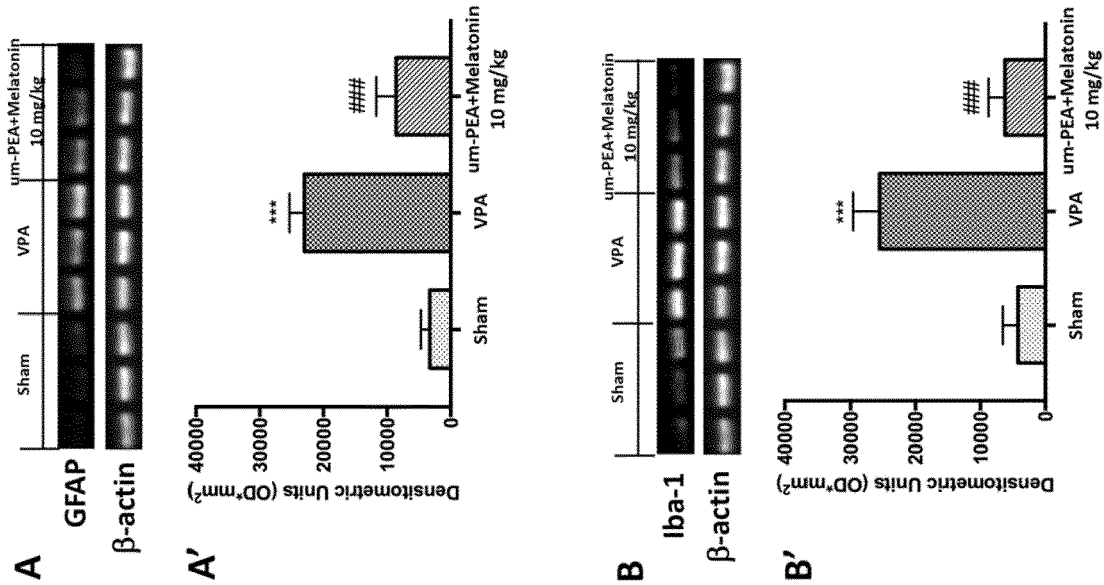 A
Sham
VPA
um-PEA+Melatonin
10 mg/kg
GFAP
β-actin
A'
Densitometric Units (OD*mm²)
40000
30000
20000
10000
0
***
###
Sham
VPA
um-PEA+Melatonin
10 mg/kg
B
Sham
VPA
um-PEA+Melatonin
10 mg/kg
Iba-1
β-actin
B'
Densitometric Units (OD*mm²)
40000
30000
20000
10000
0
***
###
Sham
VPA
um-PEA+Melatonin
10 mg/kg